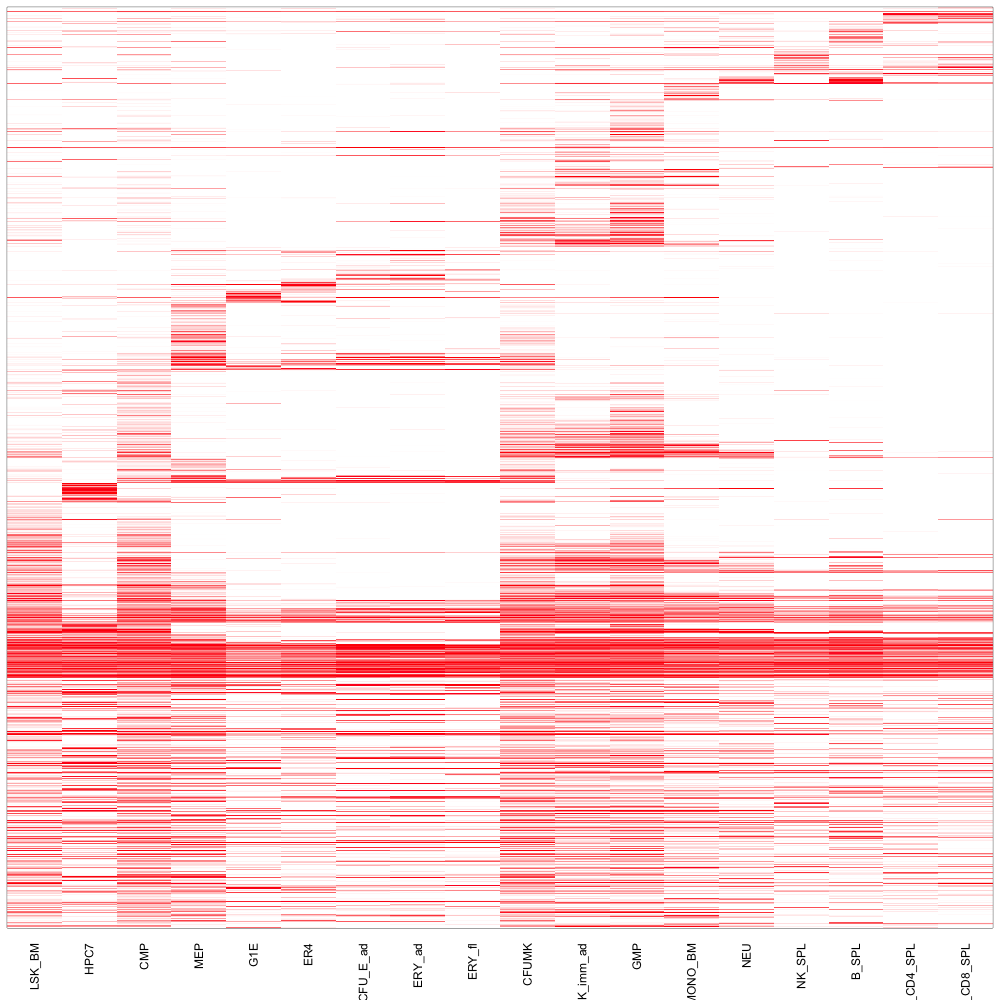 LSK_BM
HPC7
CMP
MEP
G1E
ER4
CFU_E_ad
ERY_ad
ERY_fl
CFUMK
K_imm_ad
GMP
MONO_BM
NEU
NK_SPL
B_SPL
_CD4_SPL
_CD8_SPL